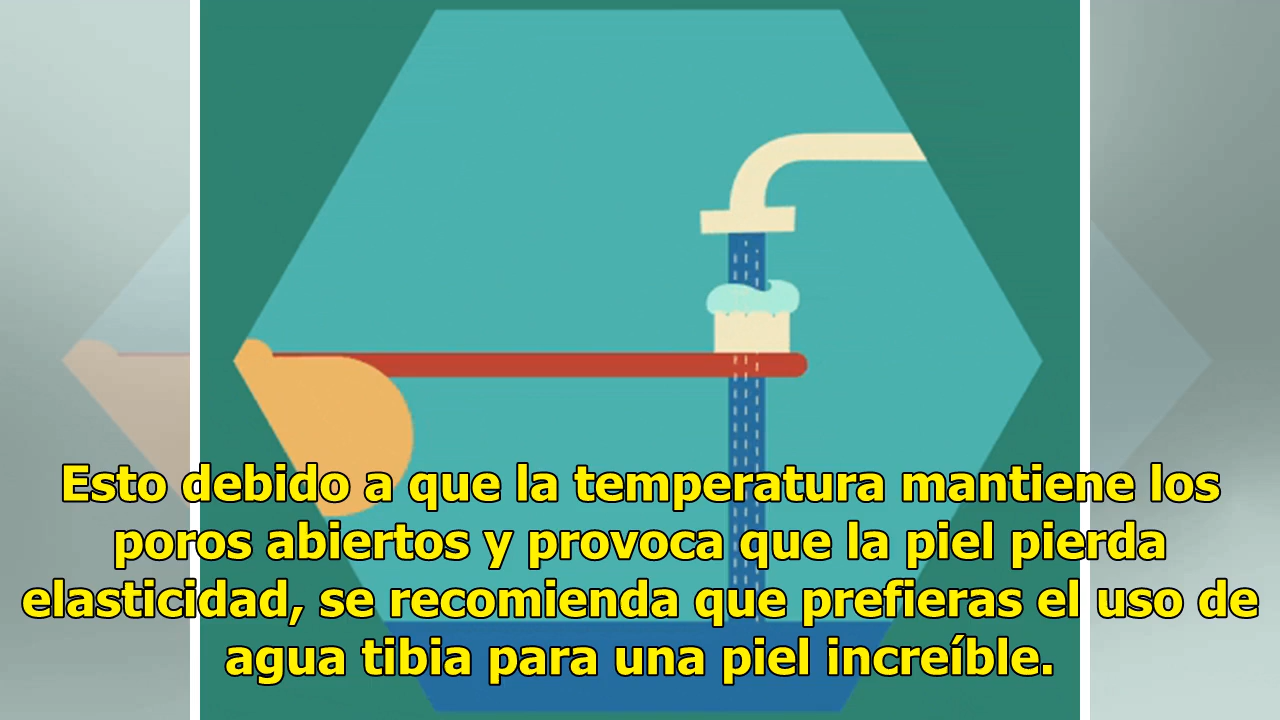 Esto debido a que la temperatura mantiene los
poros abiertos y provoca que la piel pierda
elasticidad, se recomienda que prefieras el uso de
agua tibia para una piel increíble.